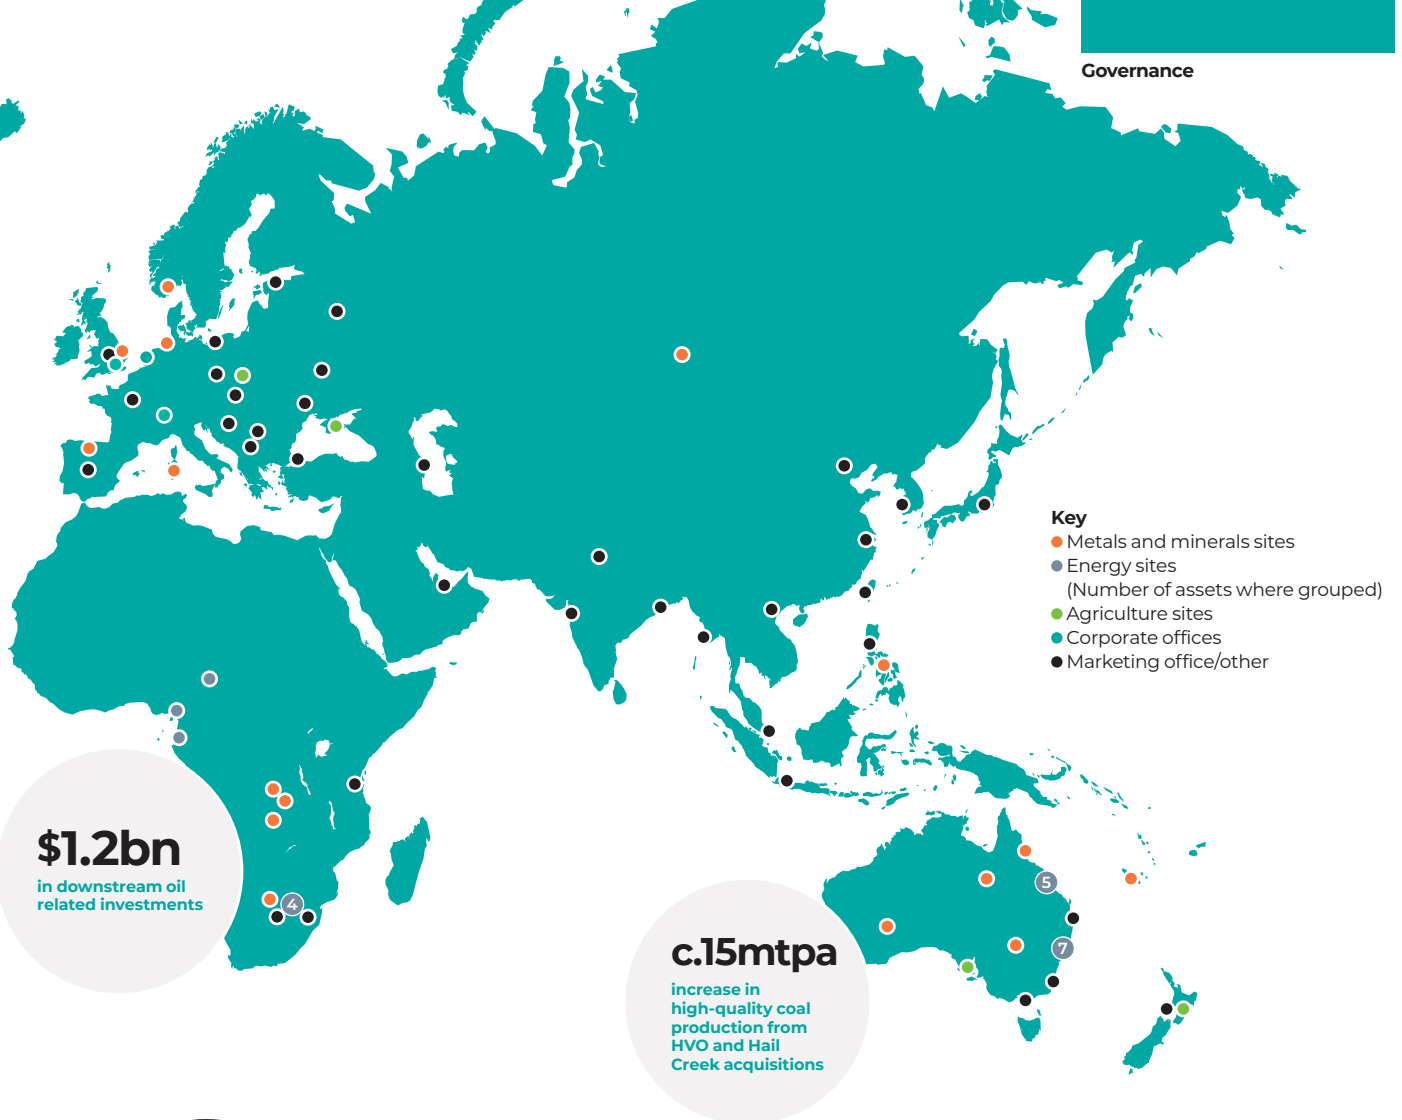 Governance
Key
Metals and minerals sites
Energy sites
(Number of assets where grouped)
Agriculture sites
Corporate offices
Marketing office/other
$1.2bn
in downstream oil
related investments
4
5
7
c.15mtpa
increase in
high-quality coal
production from
HVO and Hail
Creek acquisitions